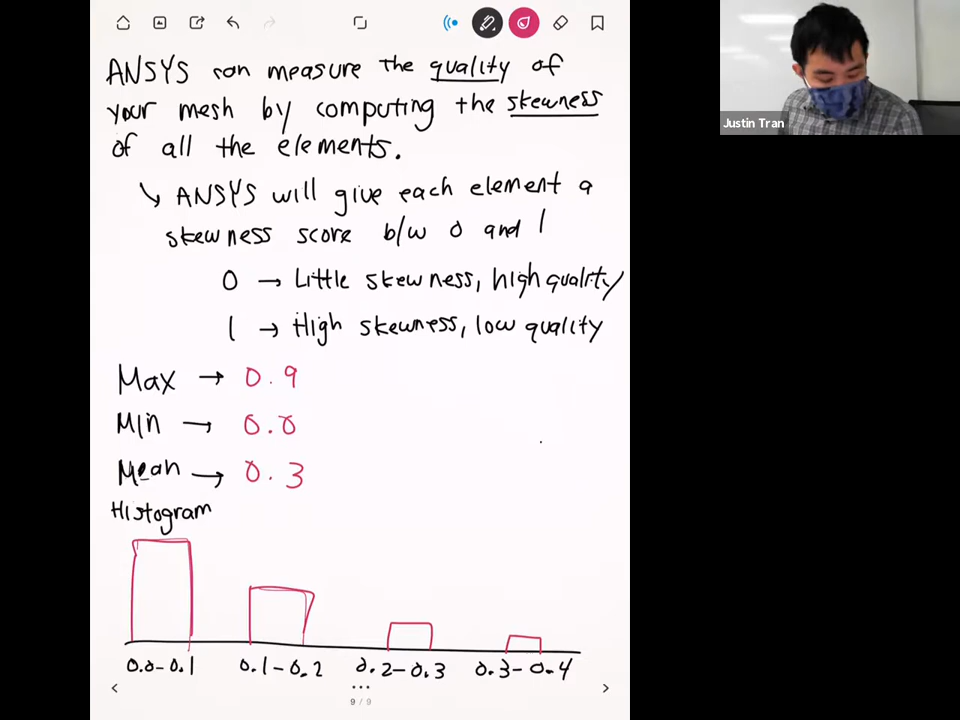 ANSYS can measure the quality of
your mesh by computing the skewness
of all the elements.
↳ ANSYS will give each element a
skewness score b/w 0 and 1
0 → Little skewness, high quality
1 → High skewness, low quality
Max → 0.9
Min → 0.0
Mean → 0.3
Histogram
0.0-0.1 0.1-0.2 0.2-0.3 0.3-0.4
9 / 9
Justin Tran